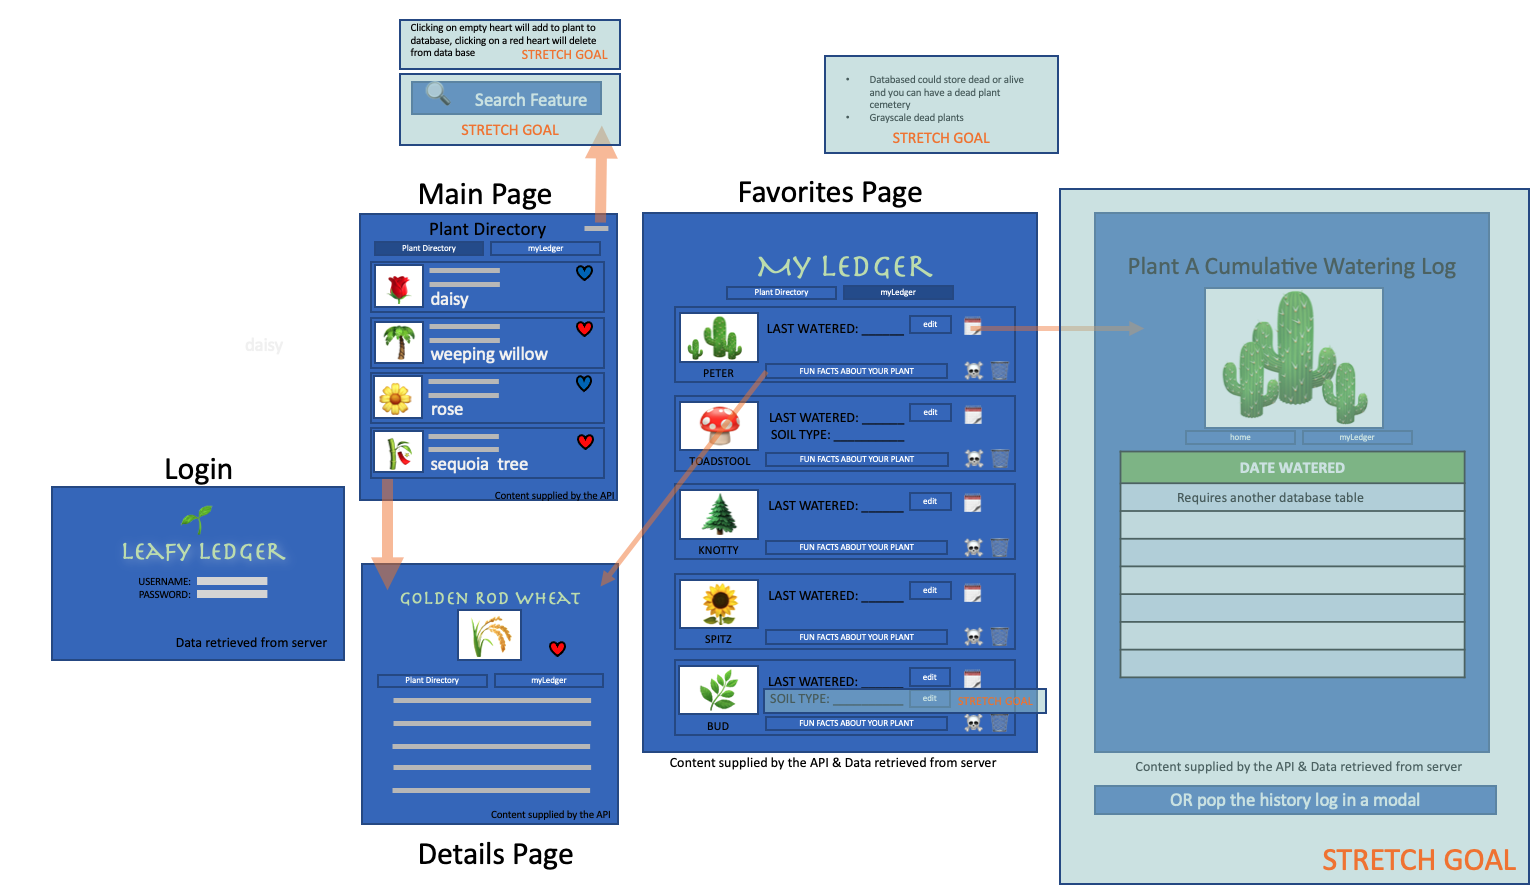 Clicking on empty heart will add to plant to
database, clicking on a red heart will delete
from data base
STRETCH GOAL
Search Feature
STRETCH GOAL
• Databased could store dead or alive
and you can have a dead plant
cemetery
• Grayscale dead plants
STRETCH GOAL
Main Page
Plant Directory
Plant Directory
myLedger
daisy
weeping willow
rose
sequoia tree
Content supplied by the API
daisy
Login
LEAFY LEDGER
USERNAME:
PASSWORD:
Data retrieved from server
GOLDEN ROD WHEAT
Plant Directory
myLedger
Content supplied by the API
Details Page
Favorites Page
MY LEDGER
Plant Directory
myLedger
LAST WATERED: ______
edit
PETER
FUN FACTS ABOUT YOUR PLANT
LAST WATERED: ______
edit
SOIL TYPE: __________
TOADSTOOL
FUN FACTS ABOUT YOUR PLANT
LAST WATERED: ______
edit
KNOTTY
FUN FACTS ABOUT YOUR PLANT
LAST WATERED: ______
edit
SPITZ
FUN FACTS ABOUT YOUR PLANT
LAST WATERED: ______
edit
SOIL TYPE: __________
edit
STRETCH GOAL
BUD
FUN FACTS ABOUT YOUR PLANT
Content supplied by the API & Data retrieved from server
Plant A Cumulative Watering Log
home
myLedger
DATE WATERED
Requires another database table
Content supplied by the API & Data retrieved from server
OR pop the history log in a modal
STRETCH GOAL